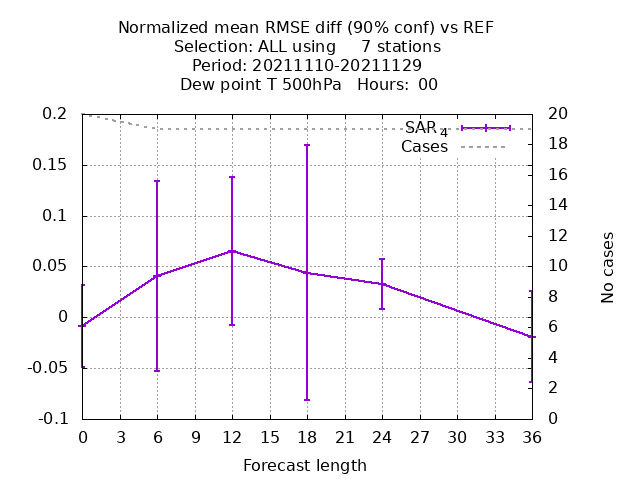 Normalized mean RMSE diff (90% conf) vs REF
Selection: ALL using     7 stations
Period: 20211110-20211129
Dew point T 500hPa   Hours:  00
0.2
0.15
0.1
0.05
0
-0.05
-0.1
SAR 4
Cases
20
18
16
14
12
10
8
6
4
2
0
No cases
0 3 6 9 12 15 18 21 24 27 30 33 36
Forecast length